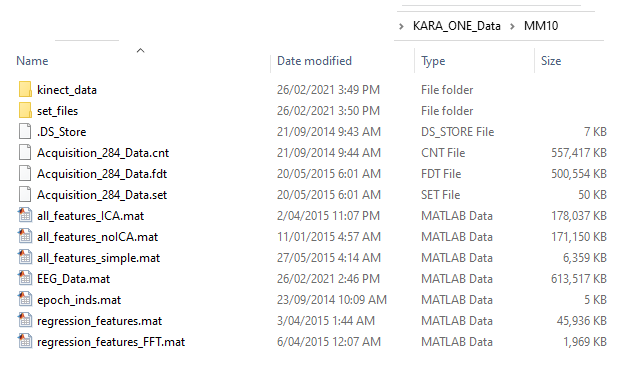 KARA_ONE_Data MM10
Name Date modified Type Size
kinect_data 26/02/2021 3:49 PM File folder
set_files 26/02/2021 3:50 PM File folder
.DS_Store 21/09/2014 9:43 AM DS_STORE File 7 KB
Acquisition_284_Data.cnt 21/09/2014 9:44 AM CNT File 557,417 KB
Acquisition_284_Data.fdt 20/05/2015 6:01 AM FDT File 500,554 KB
Acquisition_284_Data.set 20/05/2015 6:01 AM SET File 50 KB
all_features_ICA.mat 2/04/2015 11:07 PM MATLAB Data 178,037 KB
all_features_noICA.mat 11/01/2015 4:57 AM MATLAB Data 171,150 KB
all_features_simple.mat 27/05/2015 4:14 AM MATLAB Data 6,359 KB
EEG_Data.mat 26/02/2021 2:46 PM MATLAB Data 613,517 KB
epoch_inds.mat 23/09/2014 10:09 AM MATLAB Data 5 KB
regression_features.mat 3/04/2015 1:44 AM MATLAB Data 45,936 KB
regression_features_FFT.mat 6/04/2015 12:07 AM MATLAB Data 1,969 KB